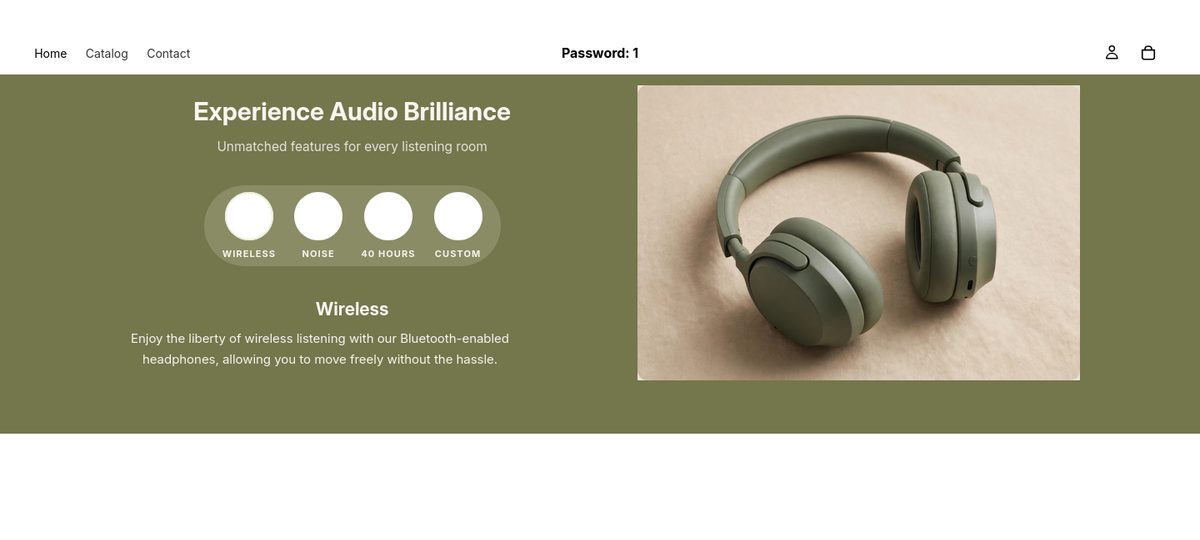 Home Catalog Contact
Password: 1
Experience Audio Brilliance
Unmatched features for every listening room
WIRELESS NOISE 40 HOURS CUSTOM
Wireless
Enjoy the liberty of wireless listening with our Bluetooth-enabled
headphones, allowing you to move freely without the hassle.